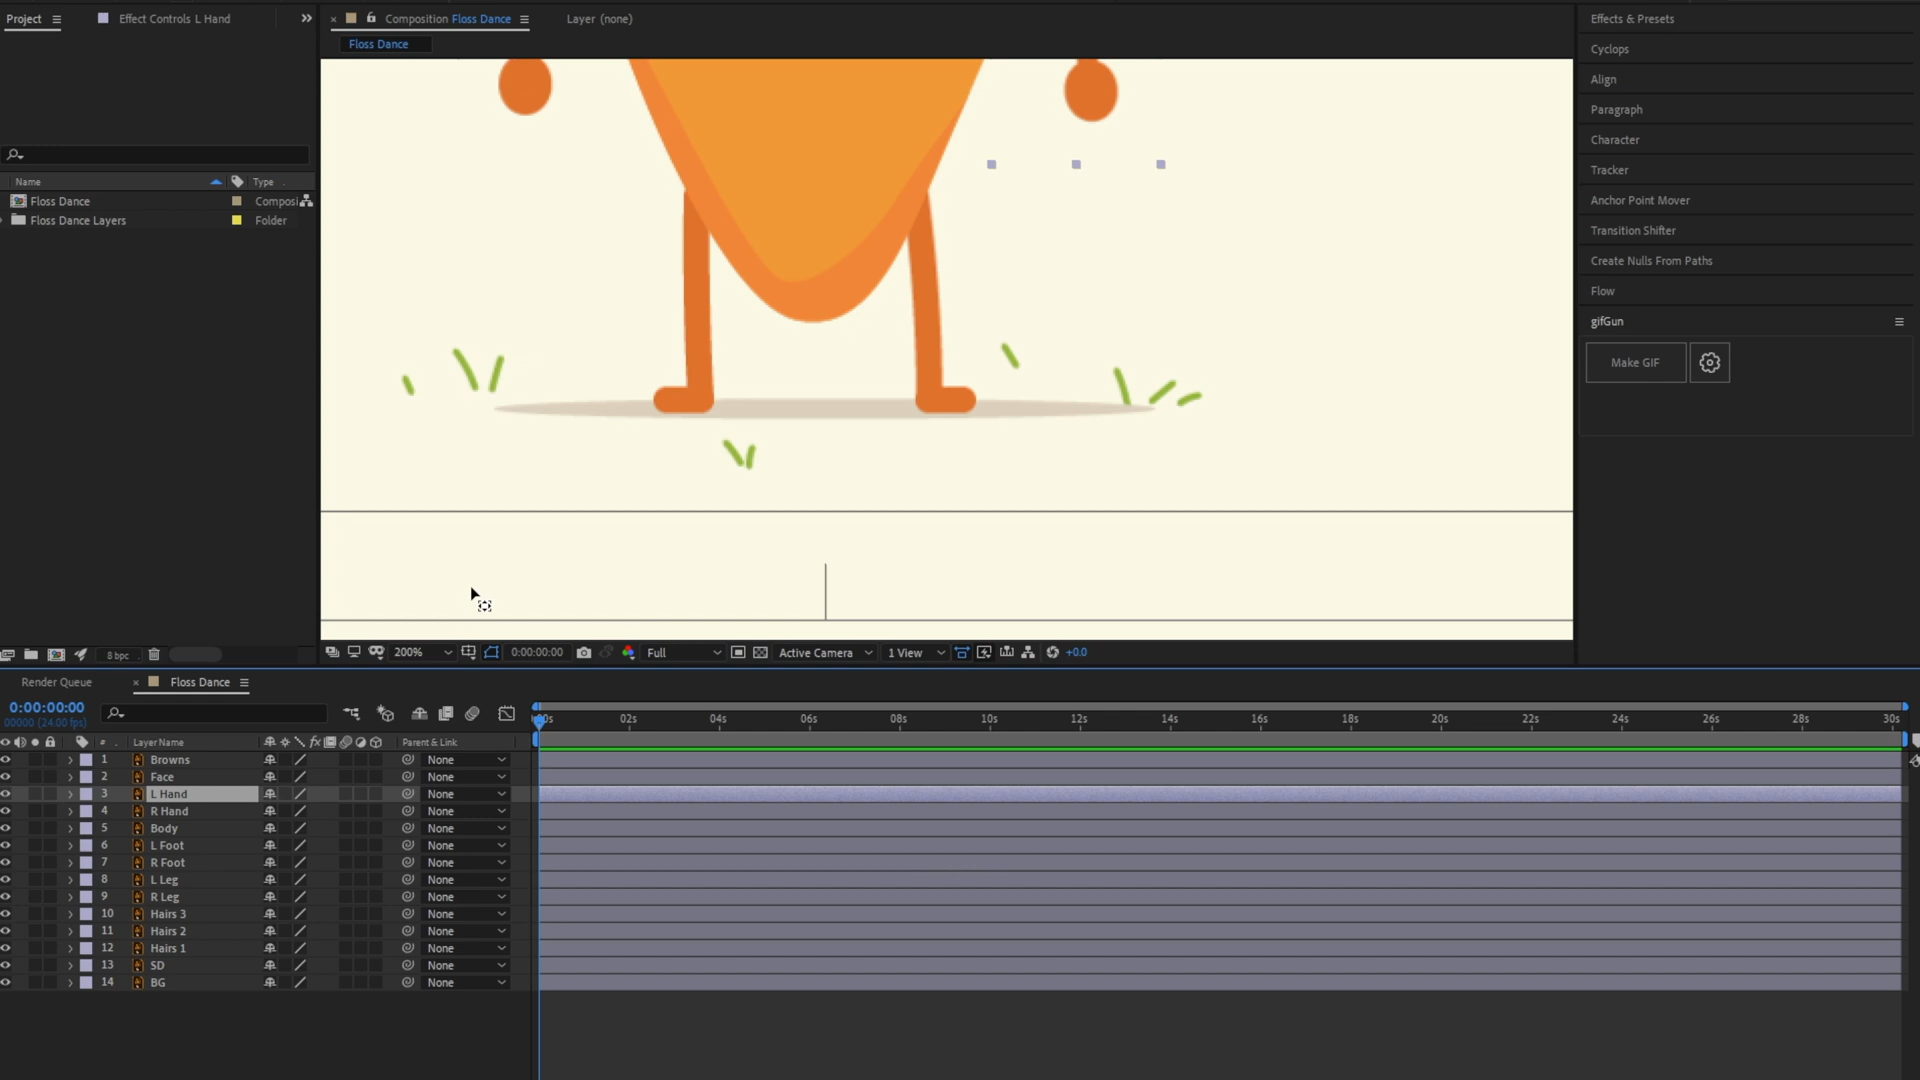 Project
Effect Controls L Hand
Composition Floss Dance
Layer (none)
Floss Dance
Name
Type
Floss Dance
Composi
Floss Dance Layers
Folder
8 bpc
200%
0:00:00:00
Full
Active Camera
1 View
+0.0
Effects & Presets
Cyclops
Align
Paragraph
Character
Tracker
Anchor Point Mover
Transition Shifter
Create Nulls From Paths
Flow
gifGun
Make GIF
Render Queue
Floss Dance
0:00:00:00
00000 (24.00 fps)
02s 04s 06s 08s 10s 12s 14s 16s 18s 20s 22s 24s 26s 28s 30s
# Layer Name fx Parent & Link
1 Browns None
2 Face None
3 L Hand None
4 R Hand None
5 Body None
6 L Foot None
7 R Foot None
8 L Leg None
9 R Leg None
10 Hairs 3 None
11 Hairs 2 None
12 Hairs 1 None
13 SD None
14 BG None